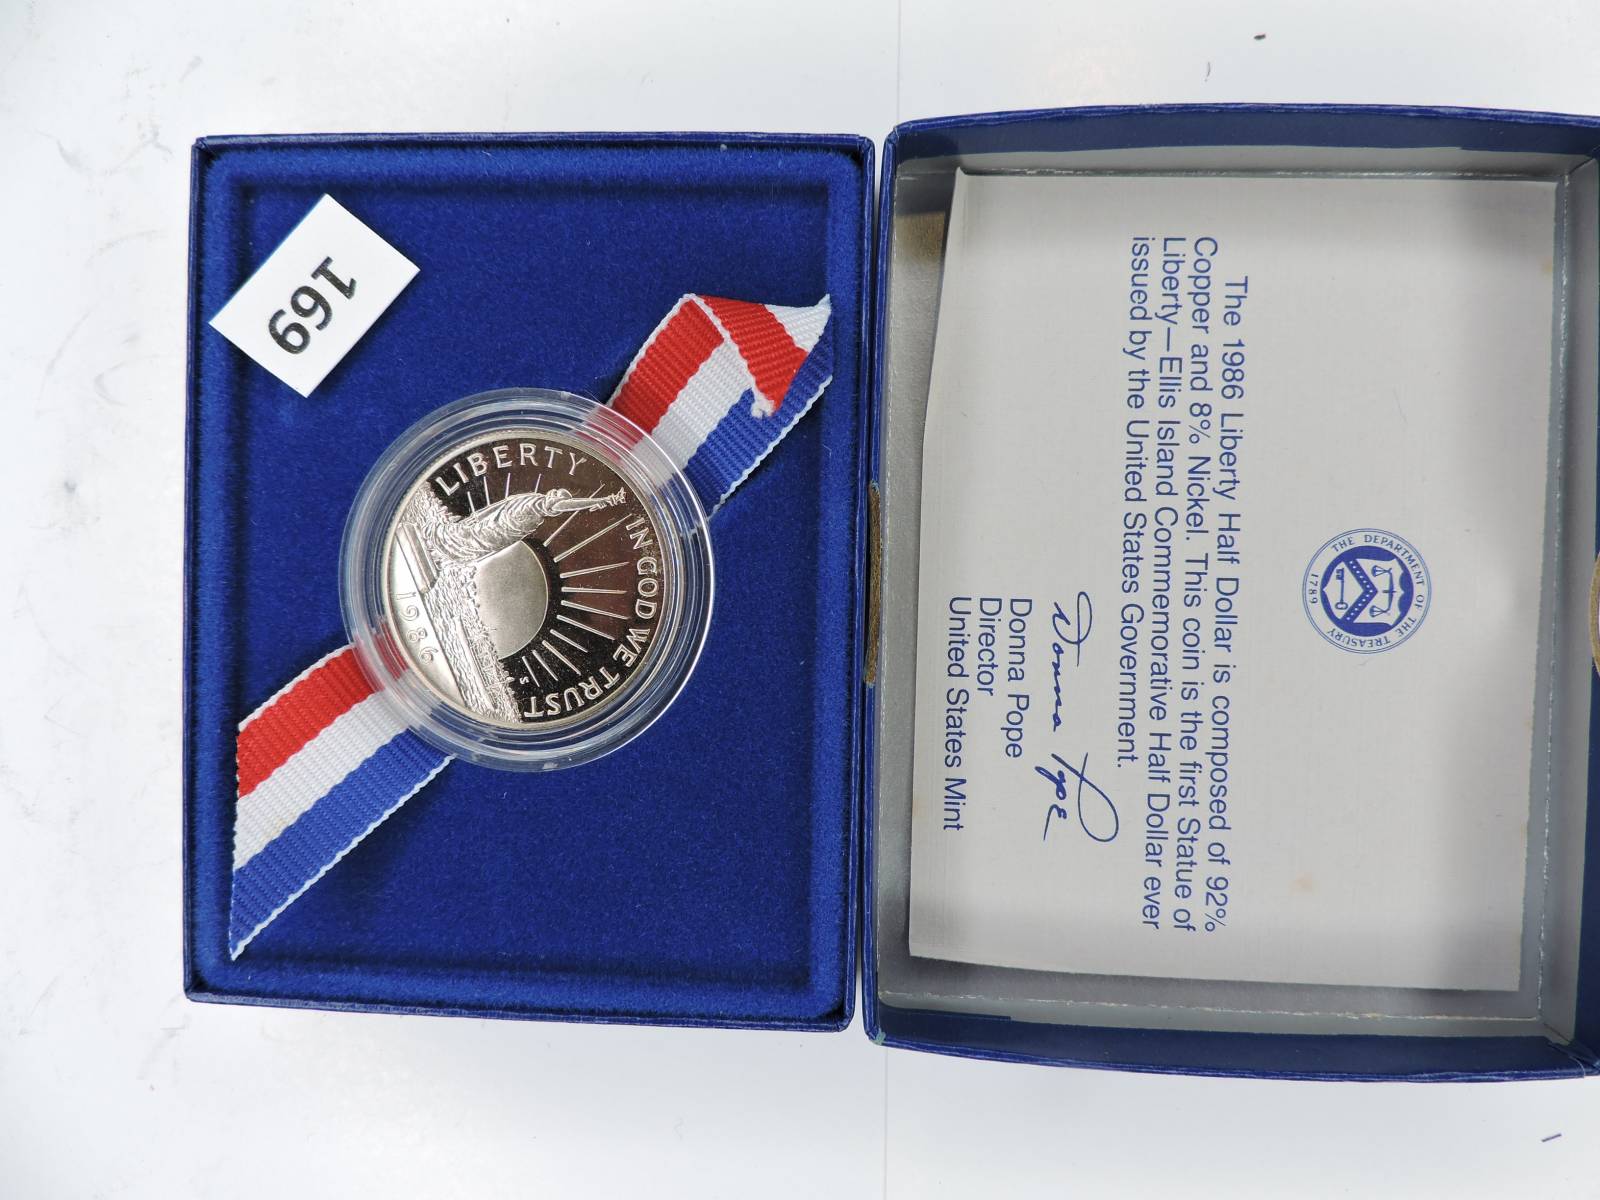 169
LIBERTY
IN GOD WE TRUST
1986
S
THE DEPARTMENT OF THE TREASURY
1789
The 1986 Liberty Half Dollar is composed of 92%
Copper and 8% Nickel. This coin is the first Statue of
Liberty—Ellis Island Commemorative Half Dollar ever
issued by the United States Government.
Donna Pope
Donna Pope
Director
United States Mint